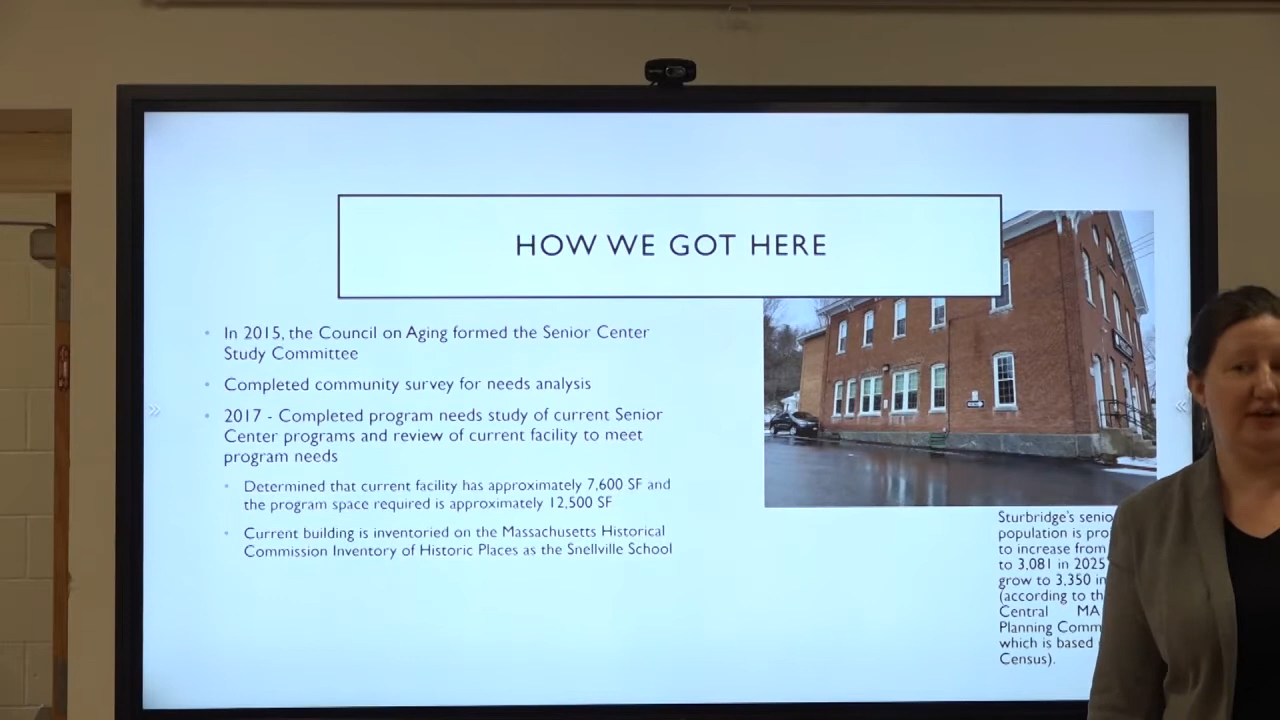 HOW WE GOT HERE
In 2015, the Council on Aging formed the Senior Center
Study Committee
Completed community survey for needs analysis
2017 - Completed program needs study of current Senior
Center programs and review of current facility to meet
program needs
Determined that current facility has approximately 7,600 SF and
the program space required is approximately 12,500 SF
Current building is inventoried on the Massachusetts Historical
Commission Inventory of Historic Places as the Snellville School
Sturbridge's
population is
to increase from
to 3,081 in 2025
grow to 3,350
(according to
Central MA
Planning
which is based
Census).